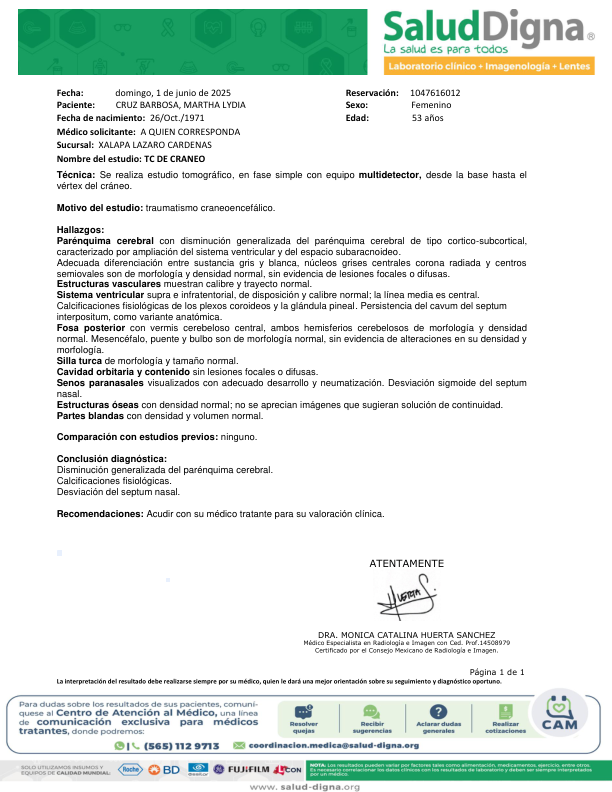 SaludDigna®
La salud es para todos
Laboratorio clínico + Imagenología + Lentes
Fecha: domingo, 1 de junio de 2025 Reservación: 1047616012
Paciente: CRUZ BARBOSA, MARTHA LYDIA Sexo: Femenino
Fecha de nacimiento: 26/Oct./1971 Edad: 53 años
Médico solicitante: A QUIEN CORRESPONDA
Sucursal: XALAPA LAZARO CARDENAS
Nombre del estudio: TC DE CRANEO
Técnica: Se realiza estudio tomográfico, en fase simple con equipo multidetector, desde la base hasta el
vértex del cráneo.
Motivo del estudio: traumatismo craneoencefálico.
Hallazgos:
Parénquima cerebral con disminución generalizada del parénquima cerebral de tipo cortico-subcortical,
caracterizado por ampliación del sistema ventricular y del espacio subaracnoideo.
Adecuada diferenciación entre sustancia gris y blanca, núcleos grises centrales corona radiada y centros
semiovales son de morfología y densidad normal, sin evidencia de lesiones focales o difusas.
Estructuras vasculares muestran calibre y trayecto normal.
Sistema ventricular supra e infratentorial, de disposición y calibre normal; la línea media es central.
Calcificaciones fisiológicas de los plexos coroideos y la glándula pineal. Persistencia del cavum del septum
interpositum, como variante anatómica.
Fosa posterior con vermis cerebeloso central, ambos hemisferios cerebelosos de morfología y densidad
normal. Mesencéfalo, puente y bulbo son de morfología normal, sin evidencia de alteraciones en su densidad y
morfología.
Silla turca de morfología y tamaño normal.
Cavidad orbitaria y contenido sin lesiones focales o difusas.
Senos paranasales visualizados con adecuado desarrollo y neumatización. Desviación sigmoide del septum
nasal.
Estructuras óseas con densidad normal; no se aprecian imágenes que sugieran solución de continuidad.
Partes blandas con densidad y volumen normal.
Comparación con estudios previos: ninguno.
Conclusión diagnóstica:
Disminución generalizada del parénquima cerebral.
Calcificaciones fisiológicas.
Desviación del septum nasal.
Recomendaciones: Acudir con su médico tratante para su valoración clínica.
ATENTAMENTE
HUERTA S.
DRA. MONICA CATALINA HUERTA SANCHEZ
Médico Especialista en Radiología e Imagen con Ced. Prof.14508979
Certificado por el Consejo Mexicano de Radiología e Imagen.
Página 1 de 1
La interpretación del resultado debe realizarse siempre por su médico, quien le dará una mejor orientación sobre su seguimiento y diagnóstico oportuno.
Para dudas sobre los resultados de sus pacientes, comuní-
quese al Centro de Atención al Médico, una línea
de comunicación exclusiva para médicos
tratantes, donde podremos:
Resolver quejas
Recibir sugerencias
Aclarar dudas generales
Realizar cotizaciones
CAM
(565) 112 9713 coordinacion.medica@salud-digna.org
SOLO UTILIZAMOS INSUMOS Y
EQUIPOS DE CALIDAD MUNDIAL:
Roche BD FUJIFILM
NOTA: Los resultados pueden variar por factores tales como alimentación, medicamentos, ejercicio, entre otros.
Es necesario correlacionar los datos clínicos con los resultados de laboratorio y deben ser siempre interpretados
por un médico.
www. salud-digna.org